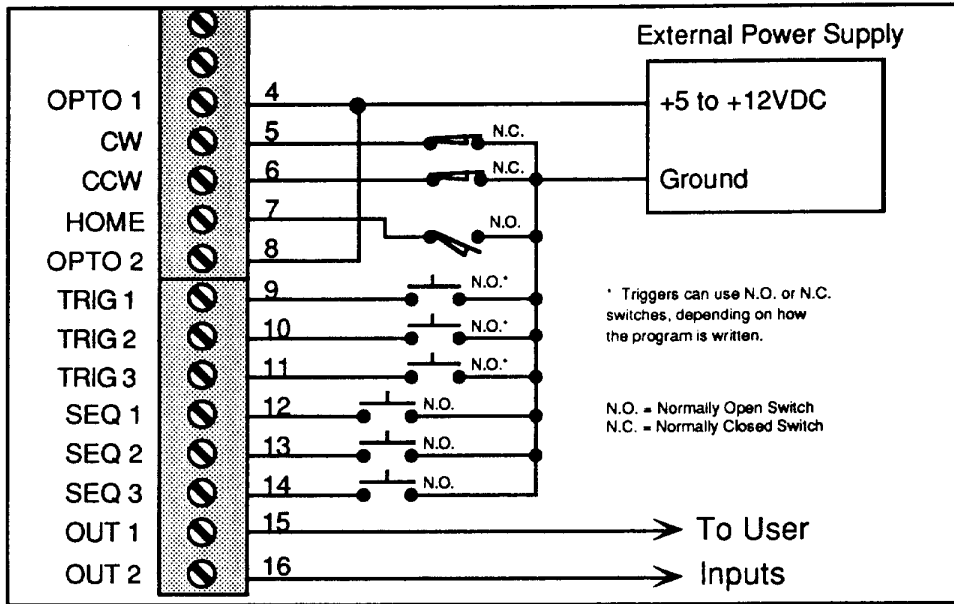 External Power Supply
OPTO 1 4 +5 to +12VDC
CW 5 N.C.
CCW 6 N.C. Ground
HOME 7 N.O.
OPTO 2 8
TRIG 1 9 N.O.*
* Triggers can use N.O. or N.C.
switches, depending on how
the program is written.
TRIG 2 10 N.O.*
TRIG 3 11 N.O.*
SEQ 1 12 N.O.
N.O. = Normally Open Switch
N.C. = Normally Closed Switch
SEQ 2 13 N.O.
SEQ 3 14 N.O.
OUT 1 15 To User
OUT 2 16 Inputs